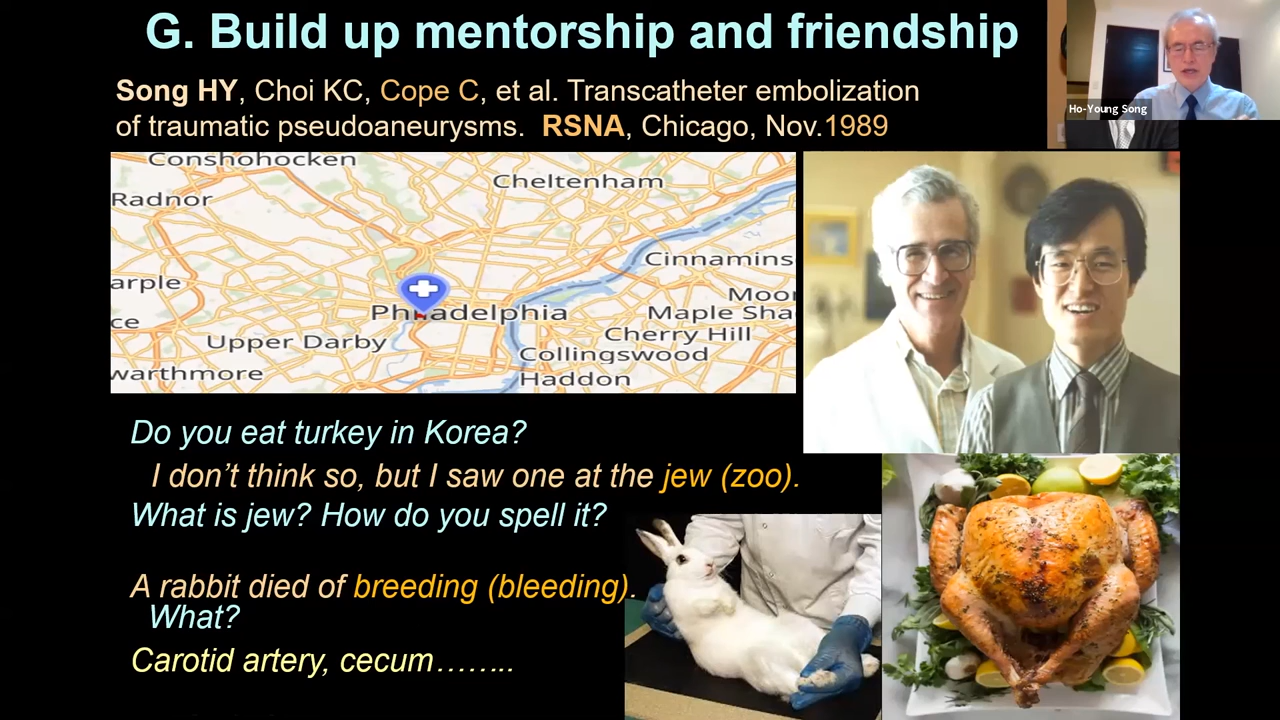 G. Build up mentorship and friendship
Ho-Young Song
Song HY, Choi KC, Cope C, et al. Transcatheter embolization
of traumatic pseudoaneurysms. RSNA, Chicago, Nov.1989
Conshohocken
Cheltenham
Radnor
Cinnamins
arple
Moor
Philadelphia
Maple Sha
ce
Cherry Hill
Upper Darby
Collingswood
warthmore
Haddon
Do you eat turkey in Korea?
I don't think so, but I saw one at the jew (zoo).
What is jew? How do you spell it?
A rabbit died of breeding (bleeding).
What?
Carotid artery, cecum……..